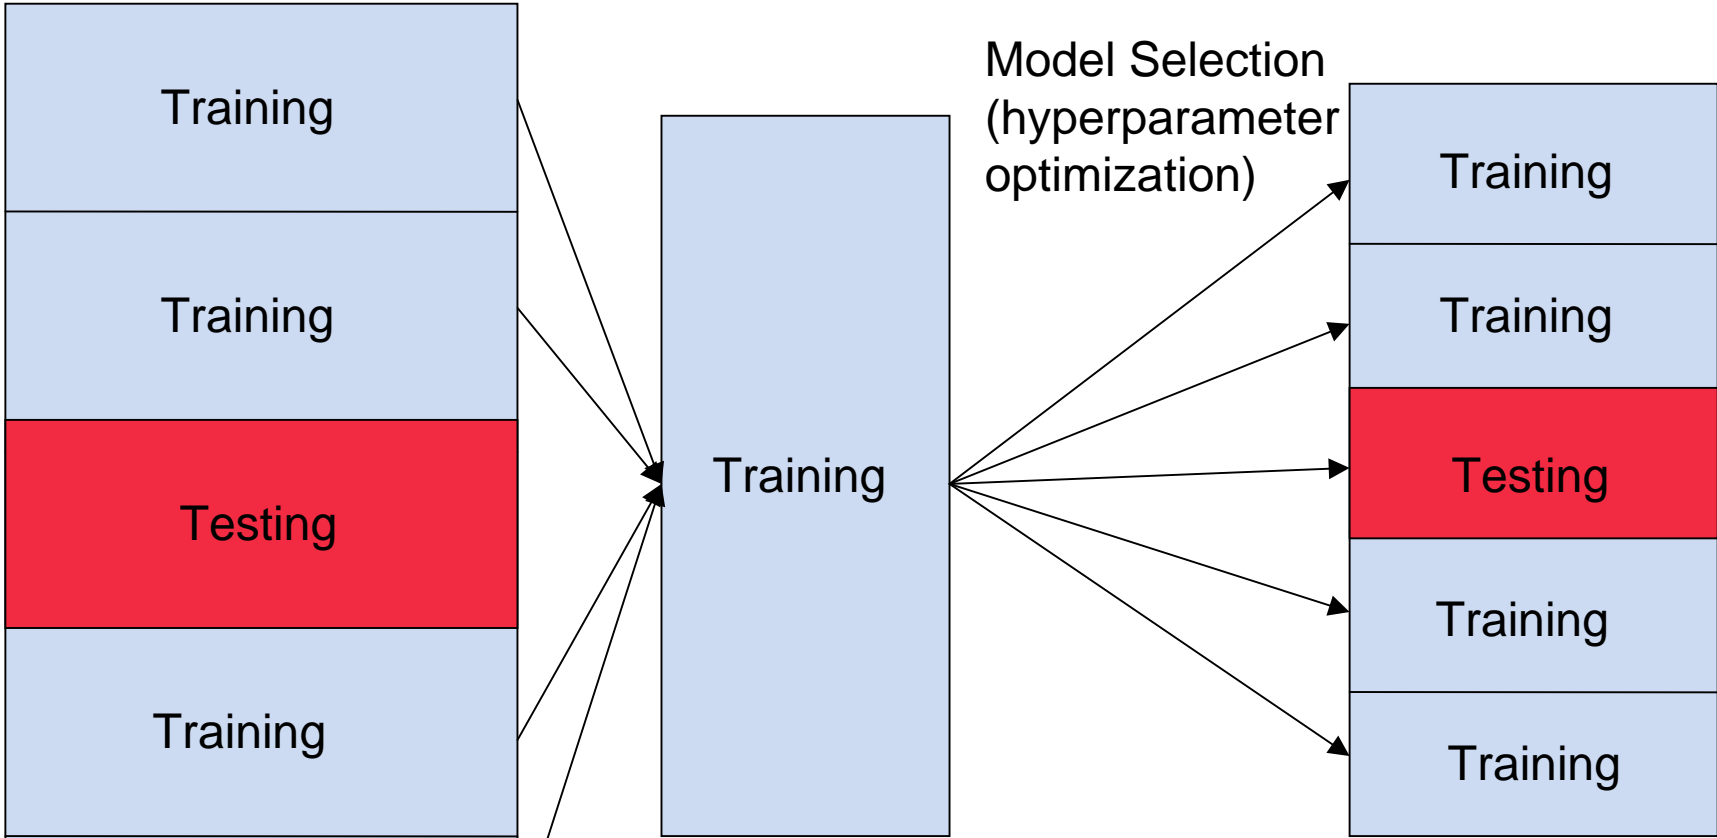 Training
Training
Testing
Training
Training
Model Selection
(hyperparameter
optimization)
Training
Training
Testing
Training
Training